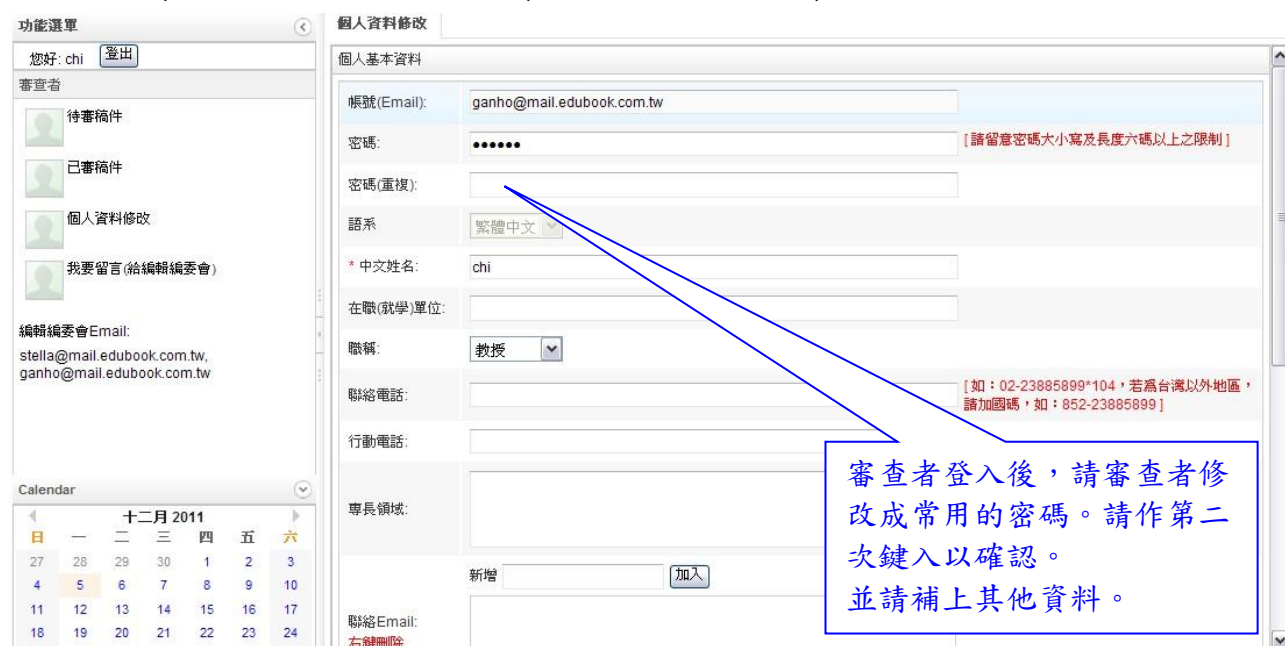 功能選單
您好: chi 登出
審查者
待審稿件
已審稿件
個人資料修改
我要留言(給編輯編委會)
編輯編委會Email:
stella@mail.edubook.com.tw,
ganho@mail.edubook.com.tw
Calendar
十二月 2011
日 一 二 三 四 五 六
27 28 29 30 1 2 3
4 5 6 7 8 9 10
11 12 13 14 15 16 17
18 19 20 21 22 23 24
個人資料修改
個人基本資料
帳號(Email): ganho@mail.edubook.com.tw
密碼: •••••• [請留意密碼大小寫及長度六碼以上之限制]
密碼(重複):
語系 繁體中文
* 中文姓名: chi
在職(就學)單位:
職稱: 教授
聯絡電話: [如：02-23885899*104，若為台灣以外地區，
請加國碼，如：852-23885899]
行動電話:
專長領域:
新增 加入
聯絡Email:
右鍵刪除
審查者登入後，請審查者修
改成常用的密碼。請作第二
次鍵入以確認。
並請補上其他資料。